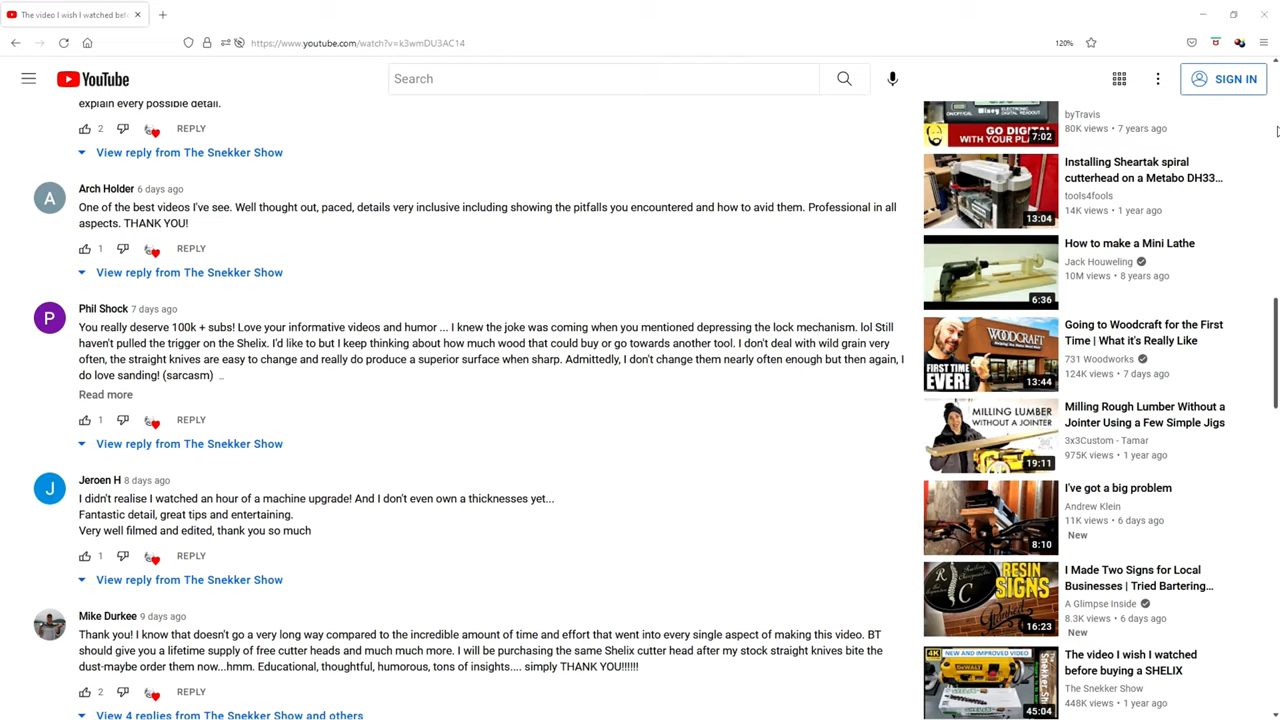 The video I wish I watched befo
https://www.youtube.com/watch?v=k3wmDU3AC14
120%
YouTube
Search
SIGN IN
explain every possible detail.
2 REPLY
View reply from The Snekker Show
A
Arch Holder 6 days ago
One of the best videos I've see. Well thought out, paced, detailed very inclusive including showing the pitfalls you encountered and how to avid them. Professional in all
aspects. THANK YOU!
1 REPLY
View reply from The Snekker Show
P
Phil Shock 7 days ago
You really deserve 100k + subs! Love your informative videos and humor ... I knew the joke was coming when you mentioned depressing the lock mechanism. lol Still
haven't pulled the trigger on the Shelix. I'd like to but I keep thinking about how much wood that could buy or go towards another tool. I don't deal with wild grain very
often, the straight knives are easy to change and really do produce a superior surface when sharp. Admittedly, I don't change them nearly often enough but then again, I
do love sanding! (sarcasm) ...
Read more
1 REPLY
View reply from The Snekker Show
J
Jeroen H 8 days ago
I didn't realise I watched an hour of a machine upgrade! And I don't even own a thicknesses yet...
Fantastic detail, great tips and entertaining.
Very well filmed and edited, thank you so much
1 REPLY
View reply from The Snekker Show
Mike Durkee 9 days ago
Thank you! I know that doesn't go a very long way compared to the incredible amount of time and effort that went into every single aspect of making this video. BT
should give you a lifetime supply of free cutter heads and much much more. I will be purchasing the same Shelix cutter head after my stock straight knives bite the
dust-maybe order them now...hmm. Educational, thoughtful, humorous, tons of insights.... simply THANK YOU!!!!!!
2 REPLY
View 4 replies from The Snekker Show and others
GO DIGITAL
WITH YOUR PLA
7:02
byTravis
80K views • 7 years ago
13:04
Installing Sheartak spiral
cutterhead on a Metabo DH33...
tools4fools
14K views • 1 year ago
6:36
How to make a Mini Lathe
Jack Houweling
10M views • 8 years ago
WOODCRAFT
FIRST TIME
EVER!
13:44
Going to Woodcraft for the First
Time | What it's Really Like
731 Woodworks
124K views • 7 days ago
MILLING LUMBER
WITHOUT A JOINTER
19:11
Milling Rough Lumber Without a
Jointer Using a Few Simple Jigs
3x3Custom - Tamar
975K views • 1 year ago
8:10
I've got a big problem
Andrew Klein
11K views • 6 days ago
New
RESIN
SIGNS
16:23
I Made Two Signs for Local
Businesses | Tried Bartering...
A Glimpse Inside
8.3K views • 6 days ago
New
4K NEW AND IMPROVED VIDEO
DEWALT
45:04
The video I wish I watched
before buying a SHELIX
The Snekker Show
448K views • 1 year ago